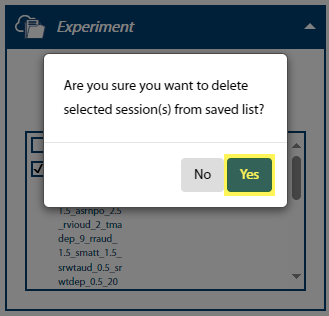 Experiment
Are you sure you want to delete
selected session(s) from saved list?
No
Yes
1.5_asrnpo_2.5
_rvioud_2_tma
dep_9_rraud_
1.5_smatt_1.5_
srwtaud_0.5_sr
wtdep_0.5_20